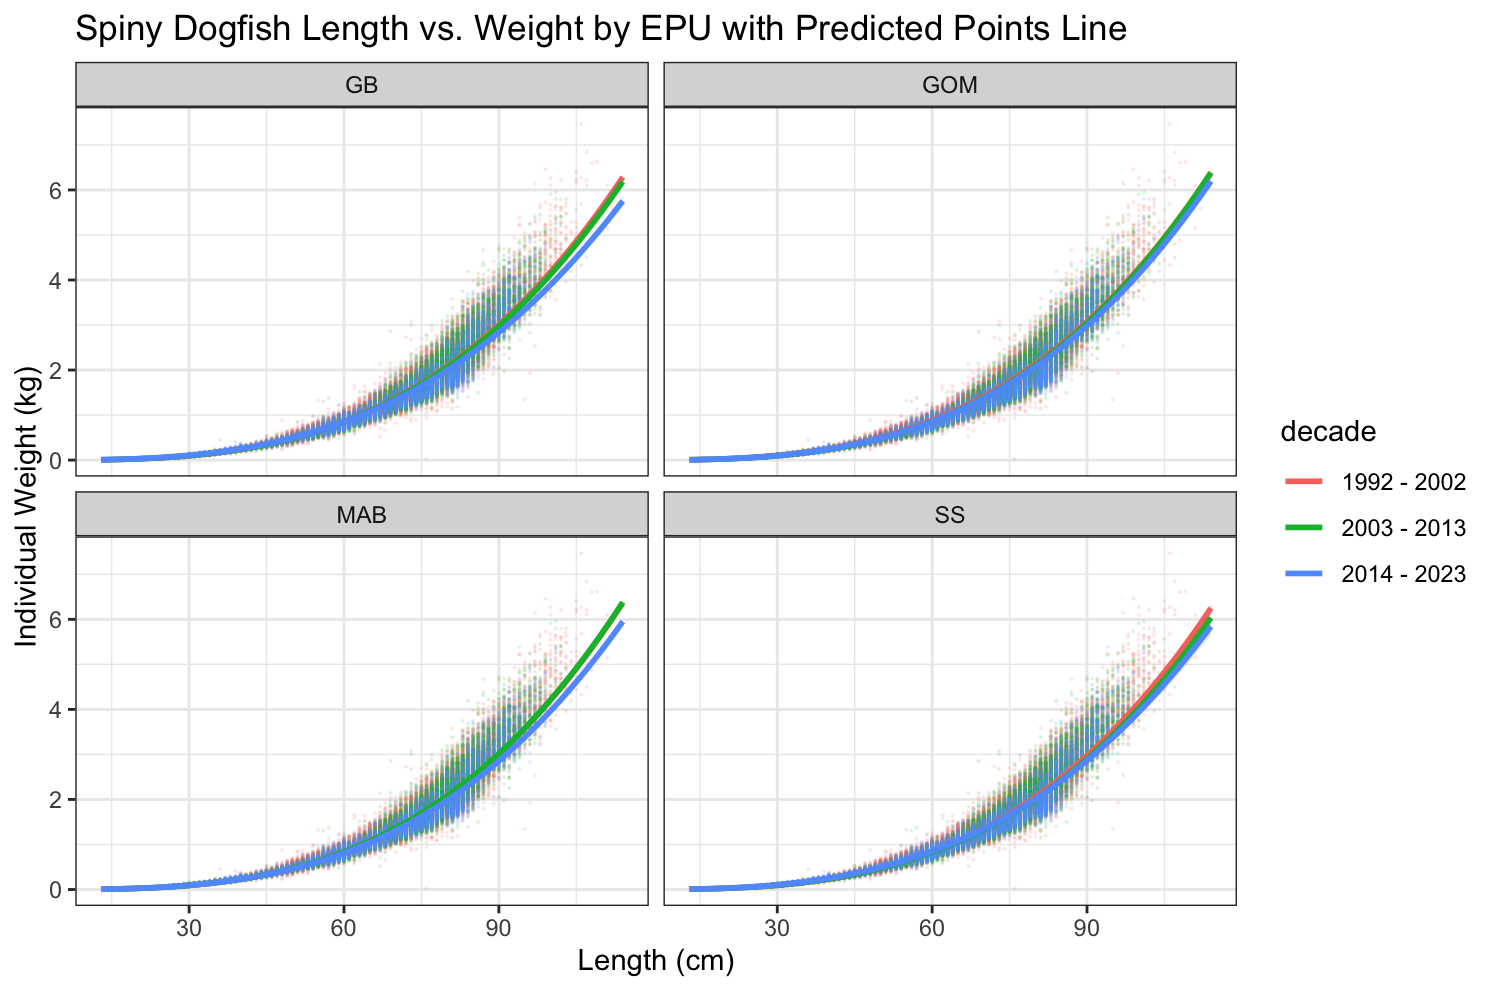 Spiny Dogfish Length vs. Weight by EPU with Predicted Points Line
GB
GOM
6
4
2
0
MAB
SS
6
4
2
0
30
60
90
30
60
90
Individual Weight (kg)
Length (cm)
decade
1992 - 2002
2003 - 2013
2014 - 2023